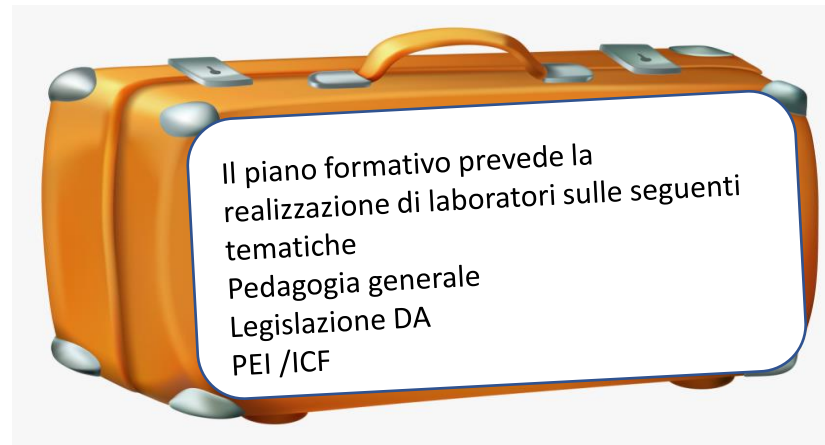 Il piano formativo prevede la
realizzazione di laboratori sulle seguenti
tematiche
Pedagogia generale
Legislazione DA
PEI /ICF